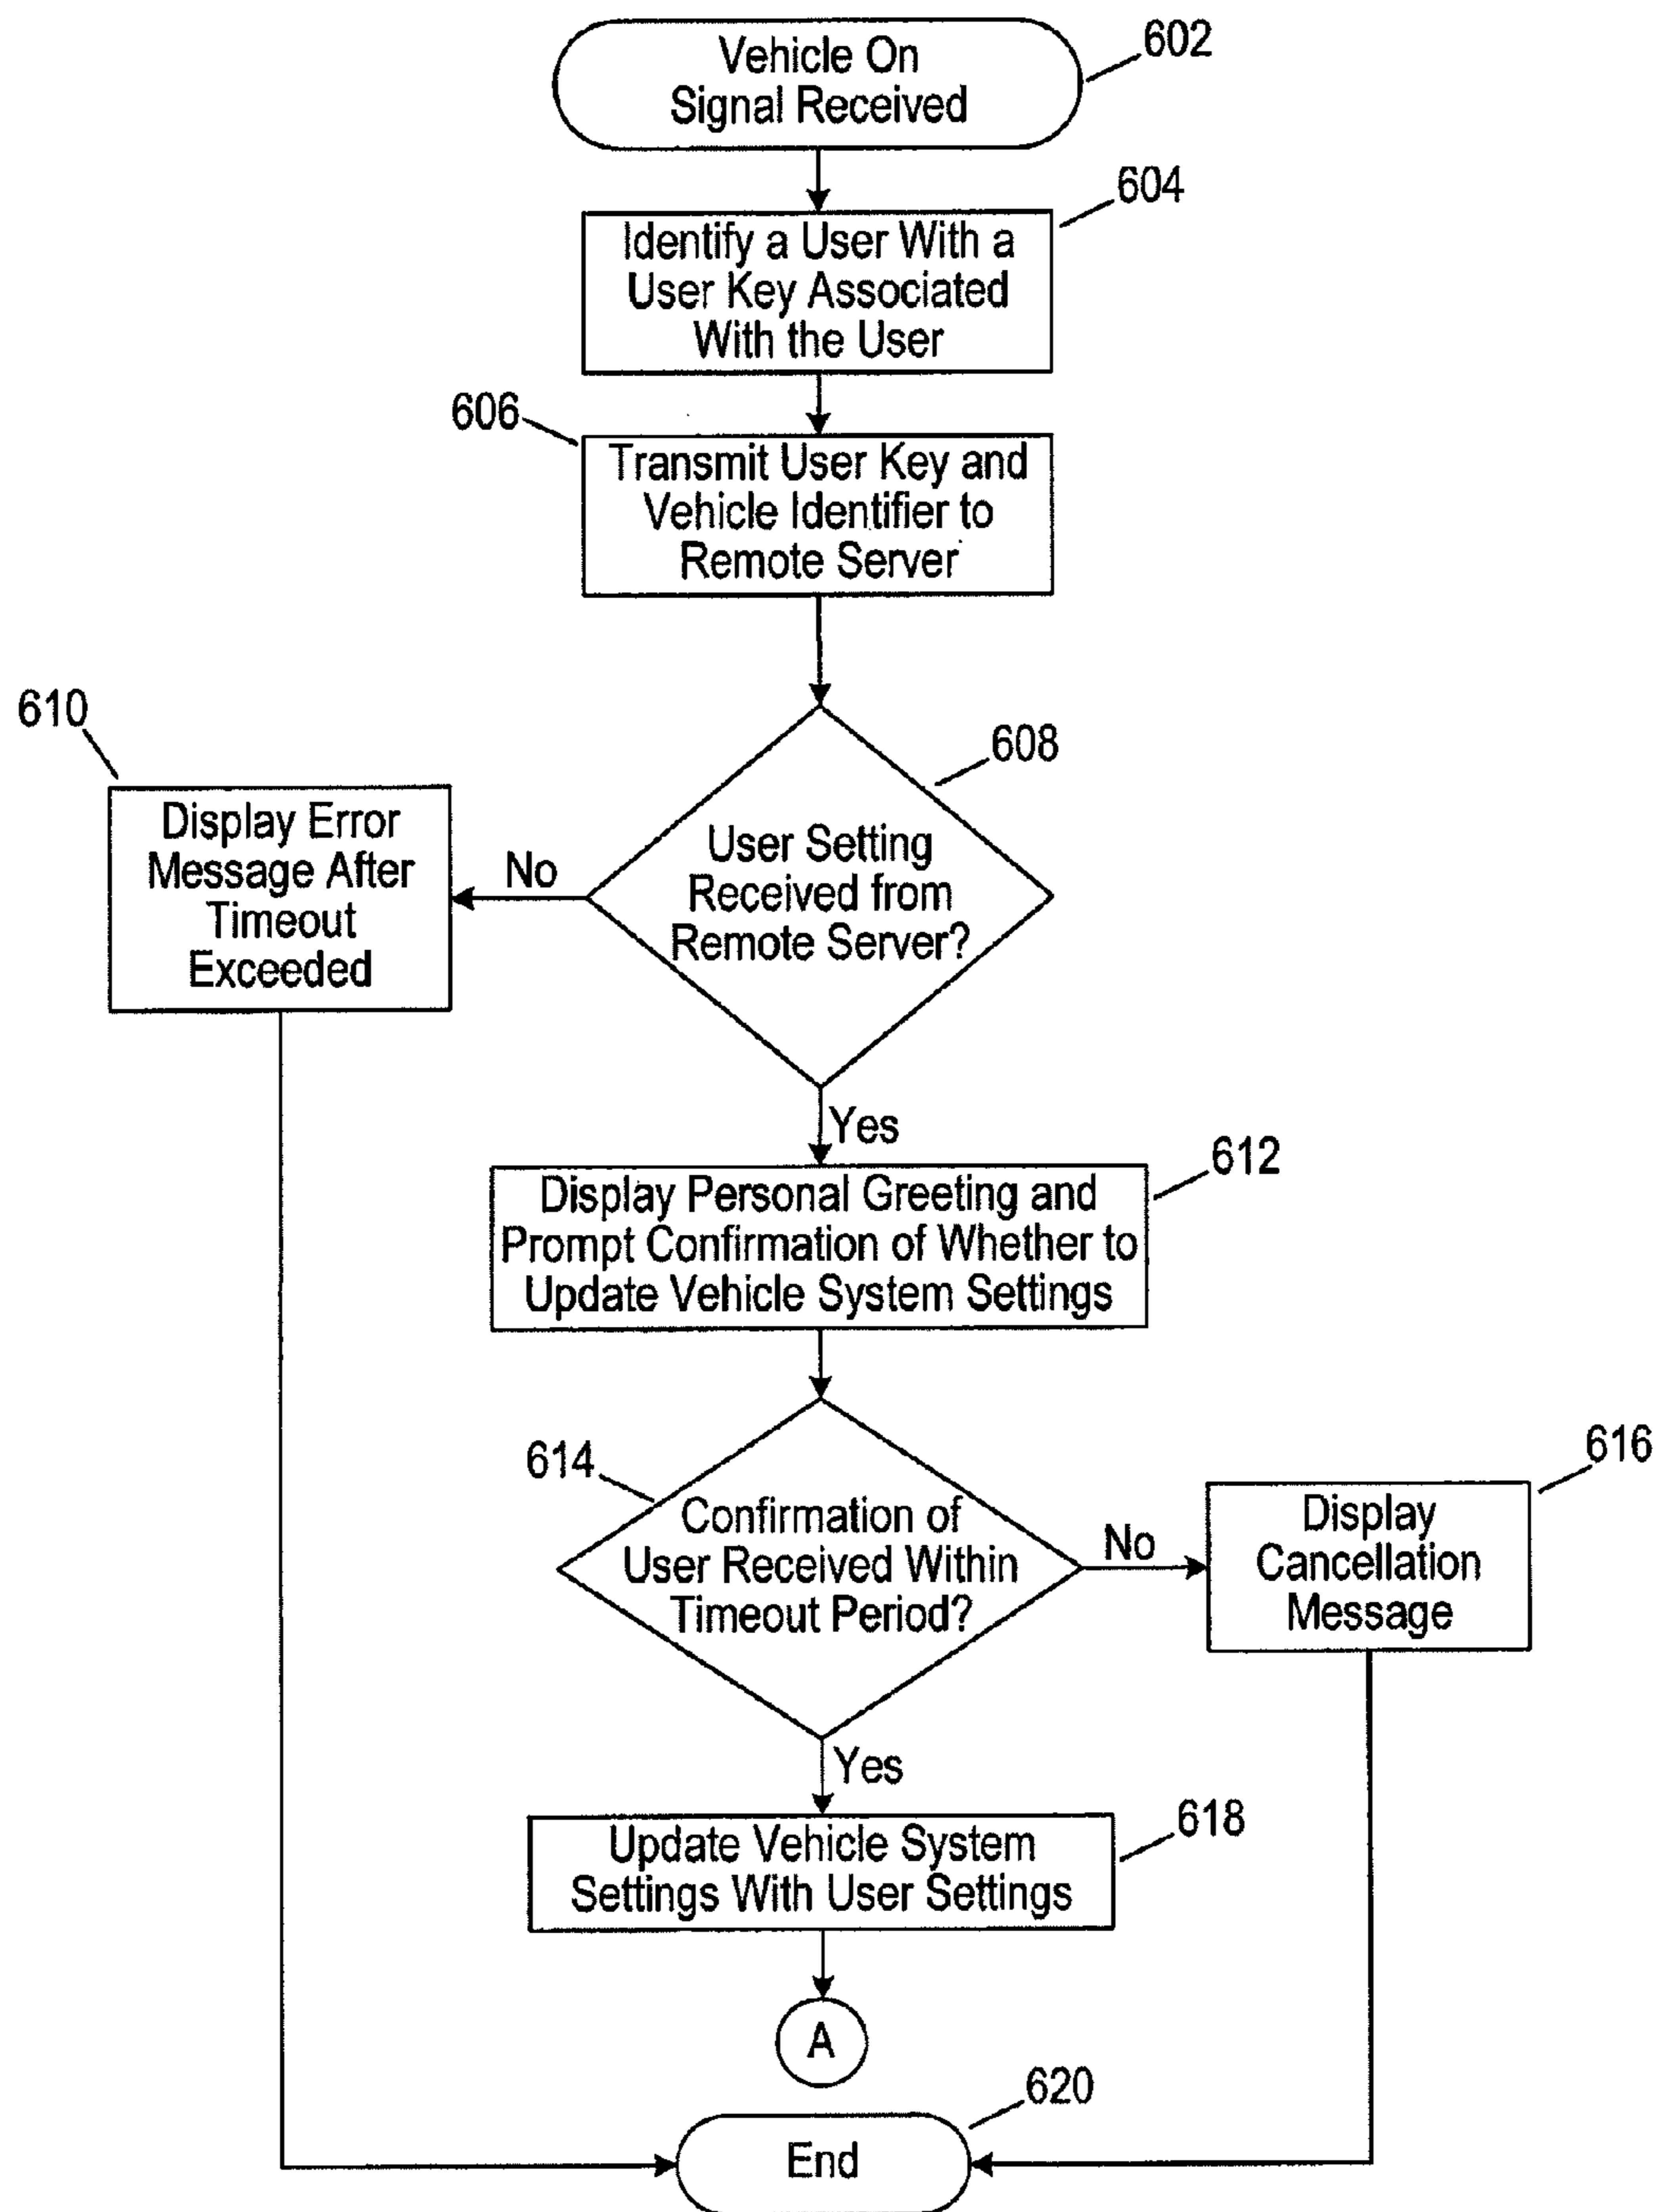 Vehicle On
Signal Received
602
604
Identify a User With a
User Key Associated
With the User
606
Transmit User Key and
Vehicle Identifier to
Remote Server
608
User Setting
Received from
Remote Server?
No
610
Display Error
Message After
Timeout
Exceeded
Yes
612
Display Personal Greeting and
Prompt Confirmation of Whether to
Update Vehicle System Settings
614
Confirmation of
User Received Within
Timeout Period?
No
616
Display
Cancellation
Message
Yes
618
Update Vehicle System
Settings With User Settings
A
620
End